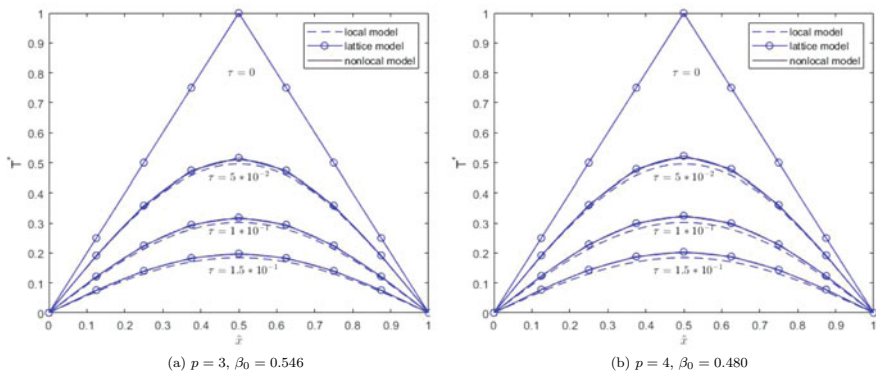 1
0.9
0.8
0.7
0.6
0.5
0.4
0.3
0.2
0.1
0
T*
local model
lattice model
nonlocal model
τ = 0
τ = 5 * 10⁻²
τ = 1 * 10⁻¹
τ = 1.5 * 10⁻¹
0 0.1 0.2 0.3 0.4 0.5 0.6 0.7 0.8 0.9 1
x̂
(a) p = 3, β₀ = 0.546
1
0.9
0.8
0.7
0.6
0.5
0.4
0.3
0.2
0.1
0
T*
local model
lattice model
nonlocal model
τ = 0
τ = 5 * 10⁻²
τ = 1 * 10⁻¹
τ = 1.5 * 10⁻¹
0 0.1 0.2 0.3 0.4 0.5 0.6 0.7 0.8 0.9 1
x̂
(b) p = 4, β₀ = 0.480